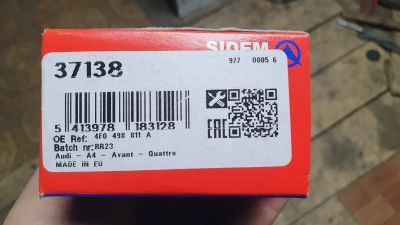 SIDEM
37138
977 0005 6
5 413978 183128
EAC
OE Ref: 4F0 498 811 A
Batch nr:RR23
Audi - A4 - Avant - Quattro
MADE IN EU